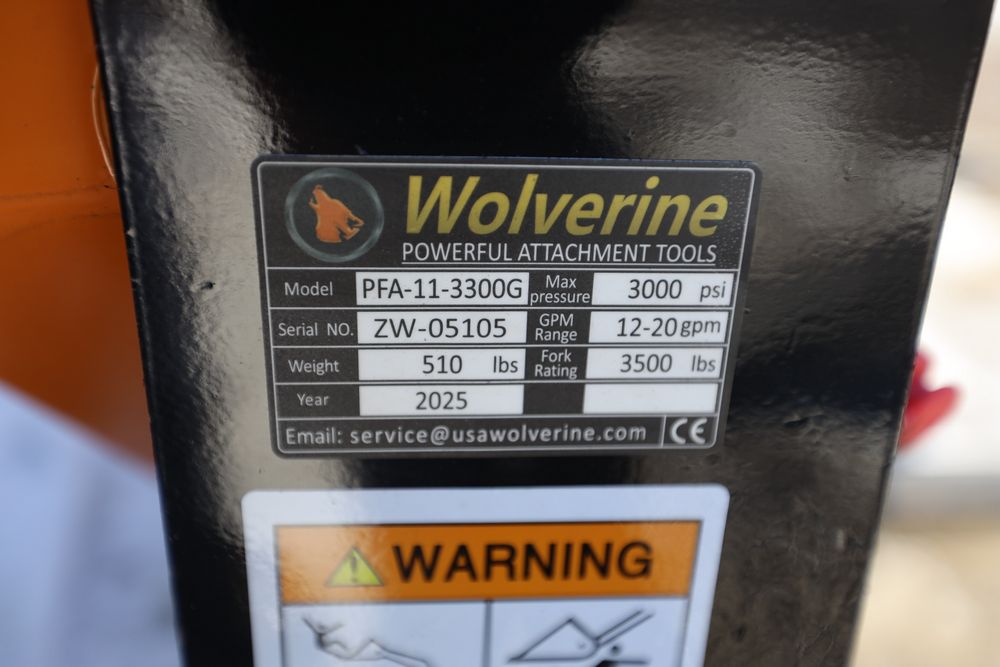 Wolverine
POWERFUL ATTACHMENT TOOLS
Model PFA-11-3300G Max pressure 3000 psi
Serial NO. ZW-05105 GPM Range 12-20 gpm
Weight 510 lbs Fork Rating 3500 lbs
Year 2025
Email: service@usawolverine.com CE
WARNING